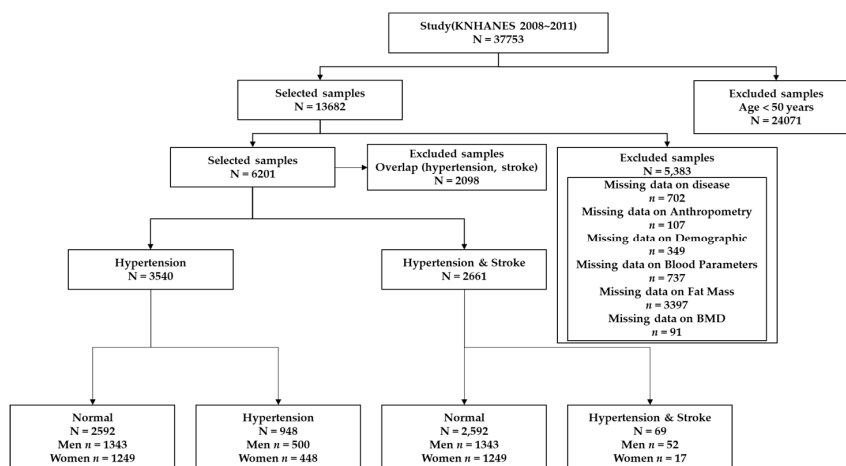 Study(KNHANES 2008~2011)
N = 37753
Selected samples
N = 13682
Excluded samples
Age < 50 years
N = 24071
Selected samples
N = 6201
Excluded samples
Overlap (hypertension, stroke)
N = 2098
Excluded samples
N = 5,383
Missing data on disease
n = 702
Missing data on Anthropometry
n = 107
Missing data on Demographic
n = 349
Missing data on Blood Parameters
n = 737
Missing data on Fat Mass
n = 3397
Missing data on BMD
n = 91
Hypertension
N = 3540
Hypertension & Stroke
N = 2661
Normal
N = 2592
Men n = 1343
Women n = 1249
Hypertension
N = 948
Men n = 500
Women n = 448
Normal
N = 2,592
Men n = 1343
Women n = 1249
Hypertension & Stroke
N = 69
Men n = 52
Women n = 17